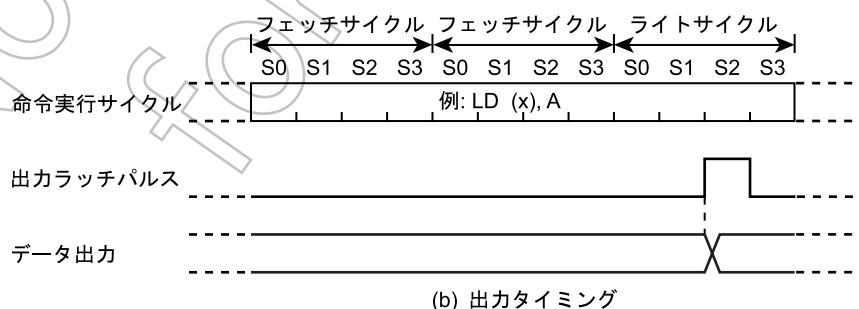 フェッチサイクル フェッチサイクル ライトサイクル
S0 S1 S2 S3 S0 S1 S2 S3 S0 S1 S2 S3
命令実行サイクル 例: LD (x), A
出力ラッチパルス
データ出力
(b) 出力タイミング
for